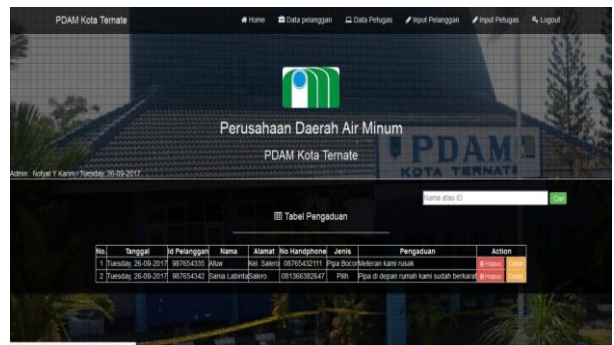 PDAM Kota Ternate
Home Data pelanggan Data Petugas Input Pelanggan Input Petugas Logout
Perusahaan Daerah Air Minum
PDAM Kota Ternate
PDAM
KOTA TERNATE
Admin : Nofyat Y Karim / Tuesday, 26-09-2017
Nama atau ID Cari
Tabel Pengaduan
No. Tanggal Id Pelanggan Nama Alamat No Handphone Jenis Pengaduan Action
1 Tuesday, 26-09-2017 987654335 Kel. Salero 08765432111 Pipa Bocor Meteran kami rusak Hapus
2 Tuesday, 26-09-2017 987654342 Sania Labinta Salero 081366382647 Pilih Pipa di depan rumah kami sudah berkarat Hapus